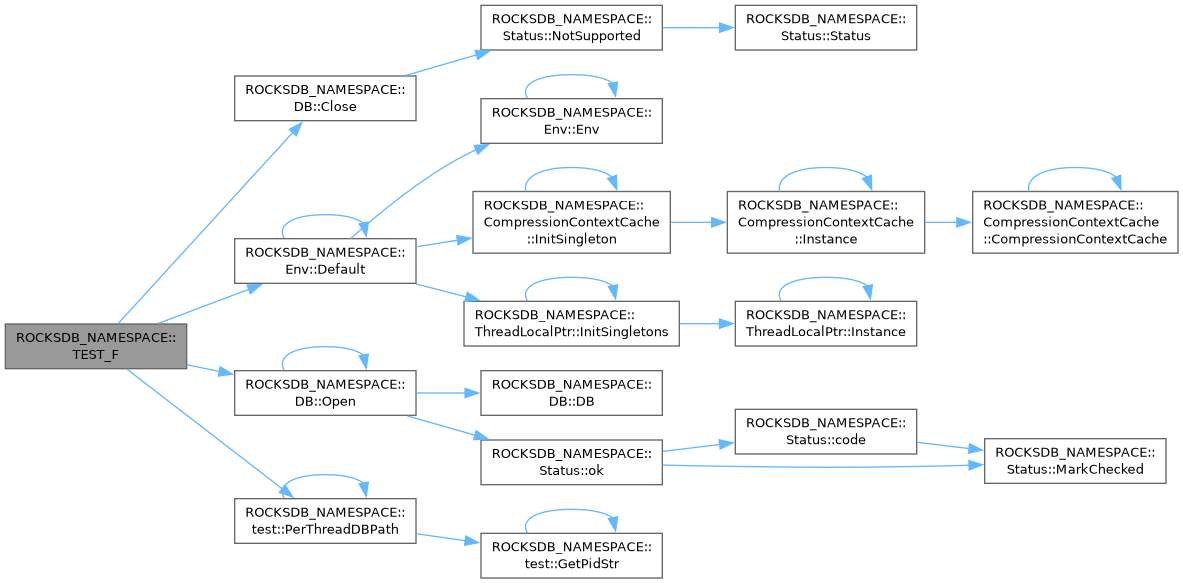 ROCKSDB_NAMESPACE::
TEST_F
ROCKSDB_NAMESPACE::
DB::Close
ROCKSDB_NAMESPACE::
Status::NotSupported
ROCKSDB_NAMESPACE::
Status::Status
ROCKSDB_NAMESPACE::
Env::Default
ROCKSDB_NAMESPACE::
Env::Env
ROCKSDB_NAMESPACE::
CompressionContextCache
::InitSingleton
ROCKSDB_NAMESPACE::
CompressionContextCache
::Instance
ROCKSDB_NAMESPACE::
CompressionContextCache
::CompressionContextCache
ROCKSDB_NAMESPACE::
ThreadLocalPtr::InitSingletons
ROCKSDB_NAMESPACE::
ThreadLocalPtr::Instance
ROCKSDB_NAMESPACE::
DB::Open
ROCKSDB_NAMESPACE::
DB::DB
ROCKSDB_NAMESPACE::
Status::ok
ROCKSDB_NAMESPACE::
Status::code
ROCKSDB_NAMESPACE::
Status::MarkChecked
ROCKSDB_NAMESPACE::
test::PerThreadDBPath
ROCKSDB_NAMESPACE::
test::GetPidStr